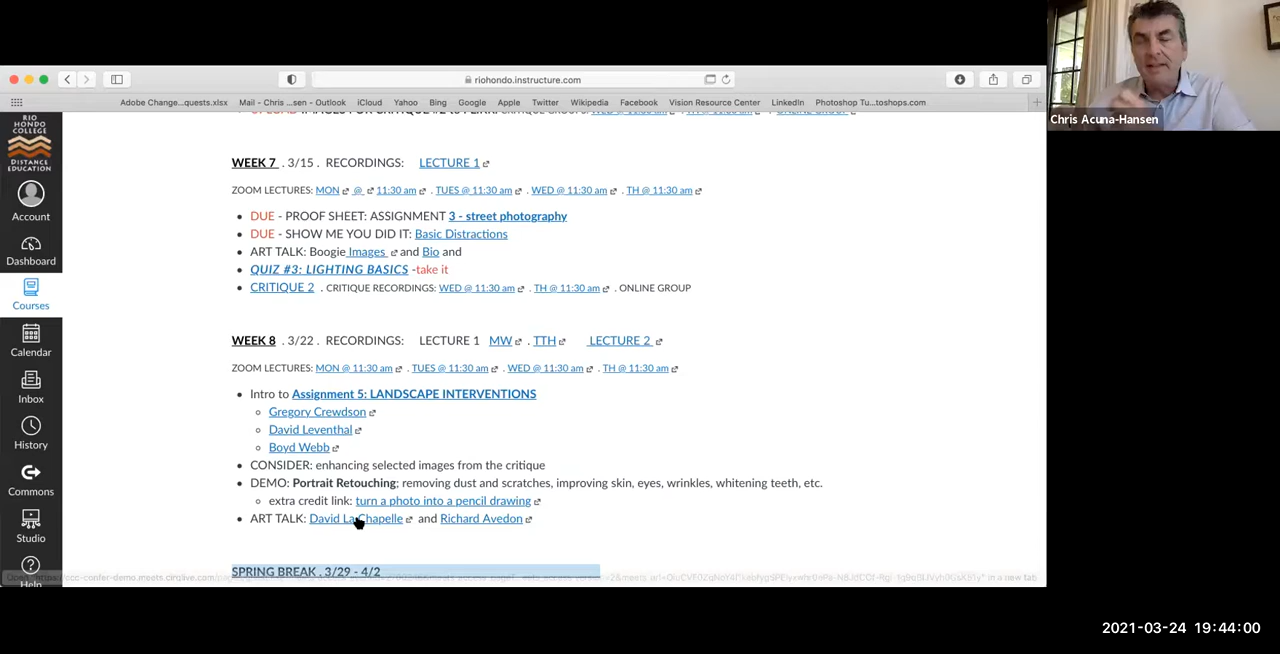 riohondo.instructure.com
Adobe Change...quests.xlsx Mail - Chris ...sen - Outlook iCloud Yahoo Bing Google Apple Twitter Wikipedia Facebook Vision Resource Center LinkedIn Photoshop Tu...toshops.com
Chris Acuna-Hansen
RIO
HONDO
COLLEGE
DISTANCE
EDUCATION
Account
Dashboard
Courses
Calendar
Inbox
History
Commons
Studio
Help
WEEK 7 . 3/15 . RECORDINGS: LECTURE 1
ZOOM LECTURES: MON @ 11:30 am . TUES @ 11:30 am . WED @ 11:30 am . TH @ 11:30 am
• DUE - PROOF SHEET: ASSIGNMENT 3 - street photography
• DUE - SHOW ME YOU DID IT: Basic Distractions
• ART TALK: Boogie Images and Bio and
• QUIZ #3: LIGHTING BASICS -take it
• CRITIQUE 2 . CRITIQUE RECORDINGS: WED @ 11:30 am . TH @ 11:30 am . ONLINE GROUP
WEEK 8 . 3/22 . RECORDINGS: LECTURE 1 MW . TTH LECTURE 2
ZOOM LECTURES: MON @ 11:30 am . TUES @ 11:30 am . WED @ 11:30 am . TH @ 11:30 am
• Intro to Assignment 5: LANDSCAPE INTERVENTIONS
Gregory Crewdson
David Leventhal
Boyd Webb
• CONSIDER: enhancing selected images from the critique
• DEMO: Portrait Retouching; removing dust and scratches, improving skin, eyes, wrinkles, whitening teeth, etc.
extra credit link: turn a photo into a pencil drawing
• ART TALK: David La Chapelle and Richard Avedon
SPRING BREAK . 3/29 - 4/2
2021-03-24 19:44:00